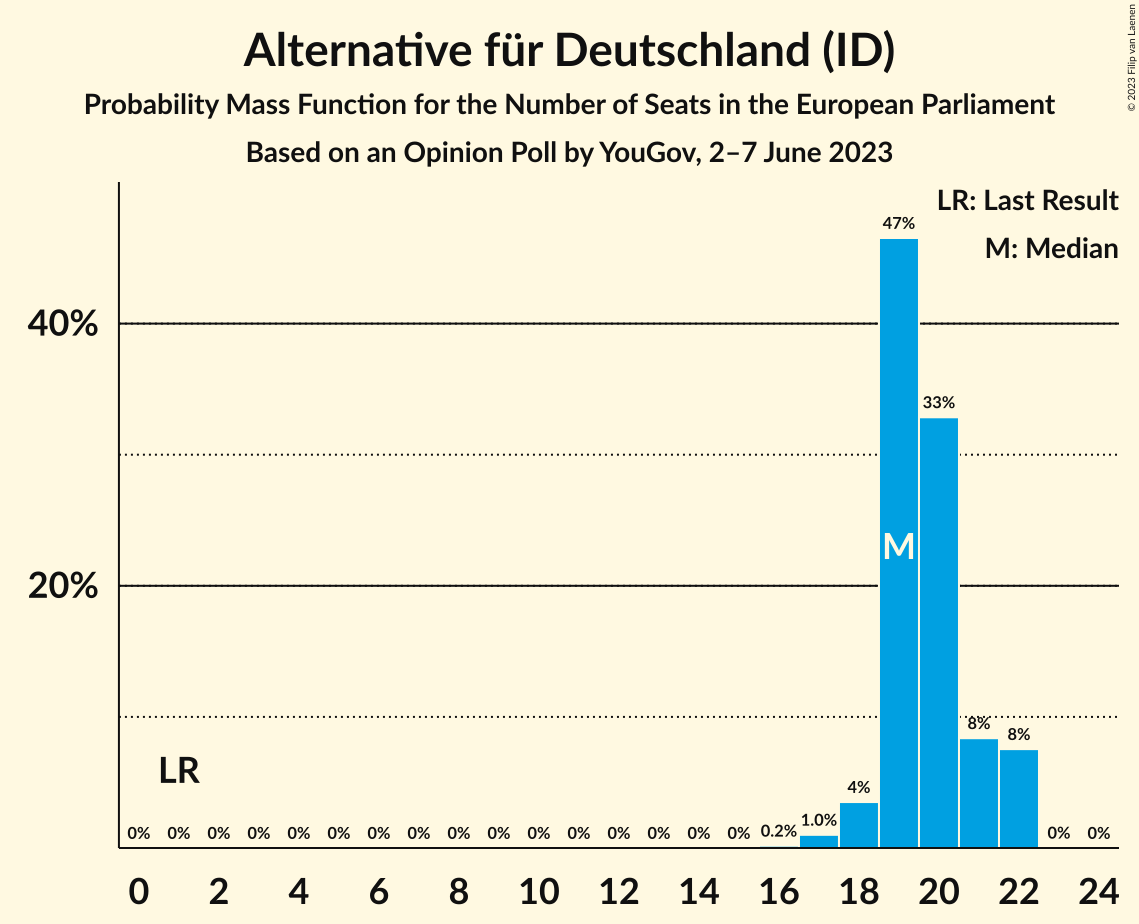 Alternative für Deutschland (ID)
Probability Mass Function for the Number of Seats in the European Parliament
Based on an Opinion Poll by YouGov, 2–7 June 2023
© 2023 Filip van Laenen
LR: Last Result
M: Median
47%
40%
33%
M
20%
8%
8%
LR
4%
1.0%
0.2%
0% 0% 0% 0% 0% 0% 0% 0% 0% 0% 0% 0% 0% 0% 0% 0% 0% 0%
0 2 4 6 8 10 12 14 16 18 20 22 24